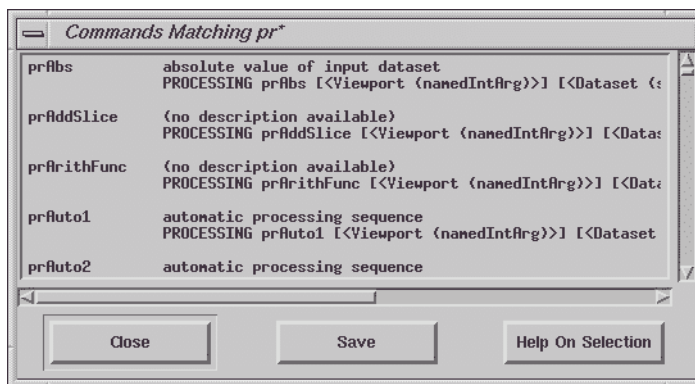 Commands Matching pr*
prAbs absolute value of input dataset
PROCESSING prAbs [<Viewport (namedIntArg)>] [<Dataset (s
prAddSlice (no description available)
PROCESSING prAddSlice [<Viewport (namedIntArg)>] [<Datas
prArithFunc (no description available)
PROCESSING prArithFunc [<Viewport (namedIntArg)>] [<Data
prAuto1 automatic processing sequence
PROCESSING prAuto1 [<Viewport (namedIntArg)>] [<Dataset
prAuto2 automatic processing sequence
Close Save Help On Selection